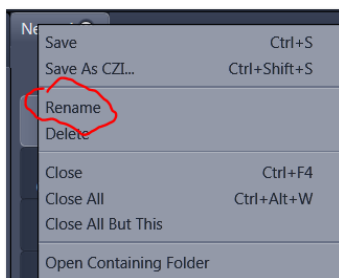 Save Ctrl+S
Save As CZI... Ctrl+Shift+S
Rename
Delete
Close Ctrl+F4
Close All Ctrl+Alt+W
Close All But This
Open Containing Folder